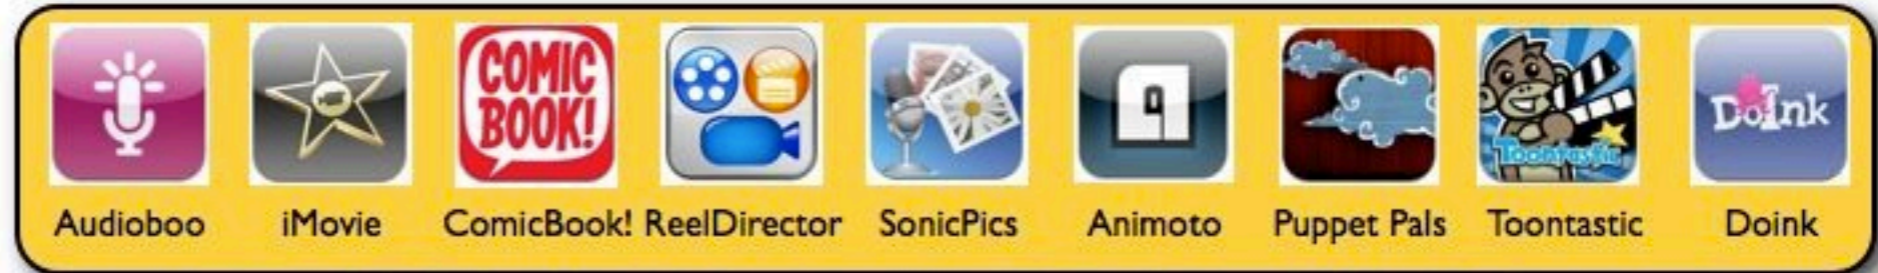 COMIC
BOOK!
Toontastic
DoInk
Audioboo iMovie ComicBook! ReelDirector SonicPics Animoto Puppet Pals Toontastic Doink